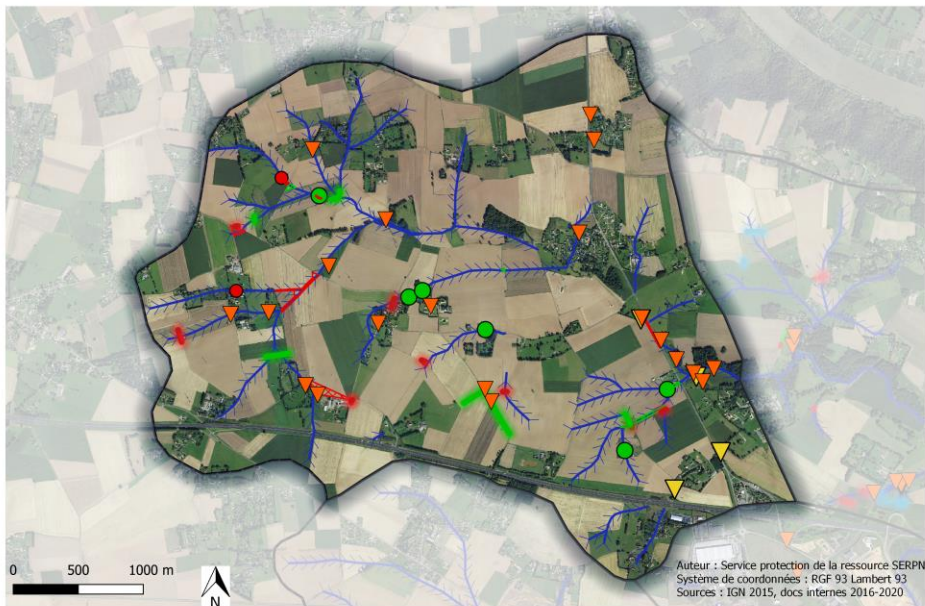 0 500 1000 m
N
Auteur : Service protection de la ressource SERPN
Système de coordonnées : RGF 93 Lambert 93
Sources : IGN 2015, docs internes 2016-2020